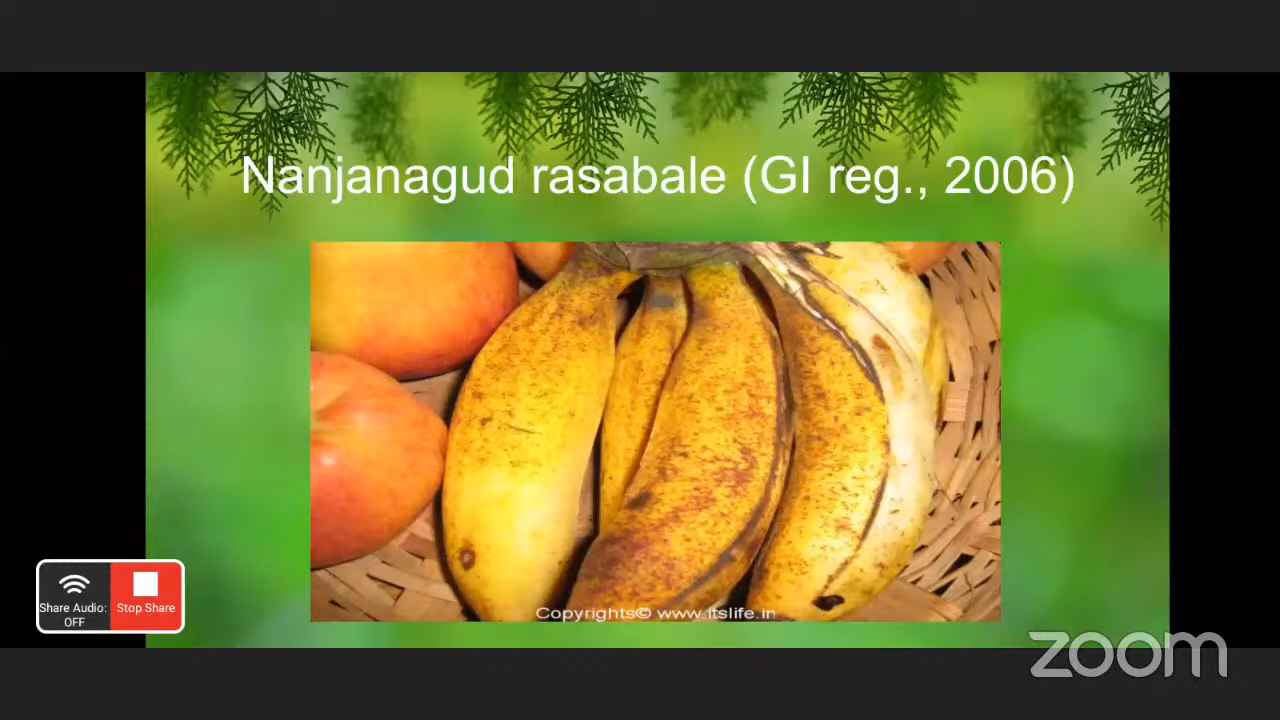 Nanjanagud rasabale (GI reg., 2006)
Copyrights© www.itslife.in
Share Audio:
OFF
Stop Share
zoom